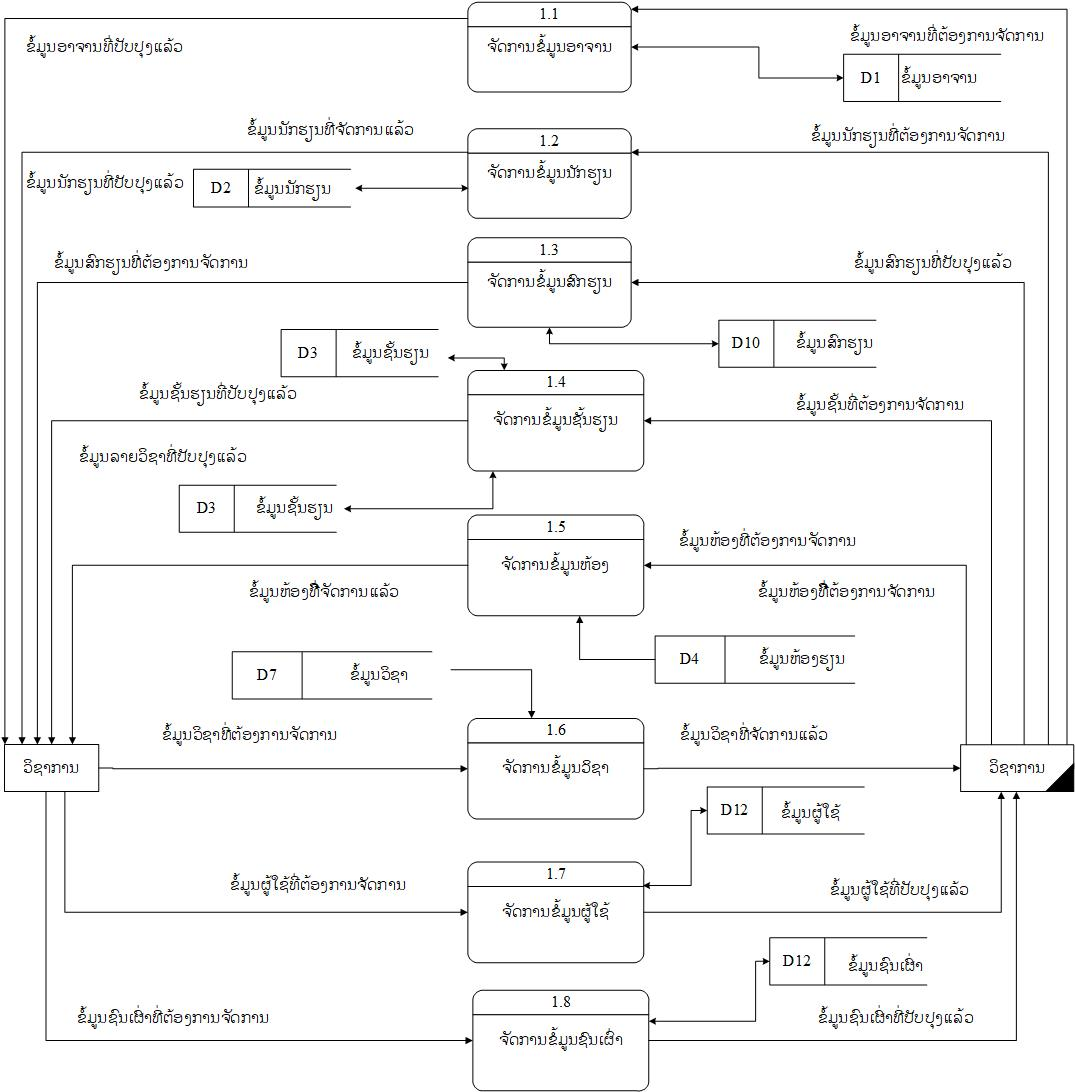 1.1
ຂໍ້ມູນອາຈານທີ່ປັບປຸງແລ້ວ
ຈັດການຂໍ້ມູນອາຈານ
ຂໍ້ມູນອາຈານທີ່ຕ້ອງການຈັດການ
D1
ຂໍ້ມູນອາຈານ
ຂໍ້ມູນນັກຮຽນທີ່ຈັດການແລ້ວ
1.2
ຂໍ້ມູນນັກຮຽນທີ່ຕ້ອງການຈັດການ
ຂໍ້ມູນນັກຮຽນທີ່ປັບປຸງແລ້ວ
D2
ຂໍ້ມູນນັກຮຽນ
ຈັດການຂໍ້ມູນນັກຮຽນ
1.3
ຂໍ້ມູນສົກຮຽນທີ່ຕ້ອງການຈັດການ
ຈັດການຂໍ້ມູນສົກຮຽນ
ຂໍ້ມູນສົກຮຽນທີ່ປັບປຸງແລ້ວ
D3
ຂໍ້ມູນຊັ້ນຮຽນ
D10
ຂໍ້ມູນສົກຮຽນ
1.4
ຂໍ້ມູນຊັ້ນຮຽນທີ່ປັບປຸງແລ້ວ
ຈັດການຂໍ້ມູນຊັ້ນຮຽນ
ຂໍ້ມູນຊັ້ນທີ່ຕ້ອງການຈັດການ
ຂໍ້ມູນລາຍວິຊາທີ່ປັບປຸງແລ້ວ
D3
ຂໍ້ມູນຊັ້ນຮຽນ
1.5
ຂໍ້ມູນຫ້ອງທີ່ຕ້ອງການຈັດການ
ຈັດການຂໍ້ມູນຫ້ອງ
ຂໍ້ມູນຫ້ອງທີ່ຈັດການແລ້ວ
ຂໍ້ມູນຫ້ອງທີ່ຕ້ອງການຈັດການ
D7
ຂໍ້ມູນວິຊາ
D4
ຂໍ້ມູນຫ້ອງຮຽນ
1.6
ຂໍ້ມູນວິຊາທີ່ຕ້ອງການຈັດການ
ຂໍ້ມູນວິຊາທີ່ຈັດການແລ້ວ
ວິຊາການ
ຈັດການຂໍ້ມູນວິຊາ
ວິຊາການ
D12
ຂໍ້ມູນຜູ້ໃຊ້
1.7
ຂໍ້ມູນຜູ້ໃຊ້ທີ່ຕ້ອງການຈັດການ
ຈັດການຂໍ້ມູນຜູ້ໃຊ້
ຂໍ້ມູນຜູ້ໃຊ້ທີ່ປັບປຸງແລ້ວ
D12
ຂໍ້ມູນຊົນເຜົ່າ
1.8
ຂໍ້ມູນຊົນເຜົ່າທີ່ຕ້ອງການຈັດການ
ຈັດການຂໍ້ມູນຊົນເຜົ່າ
ຂໍ້ມູນຊົນເຜົ່າທີ່ປັບປຸງແລ້ວ